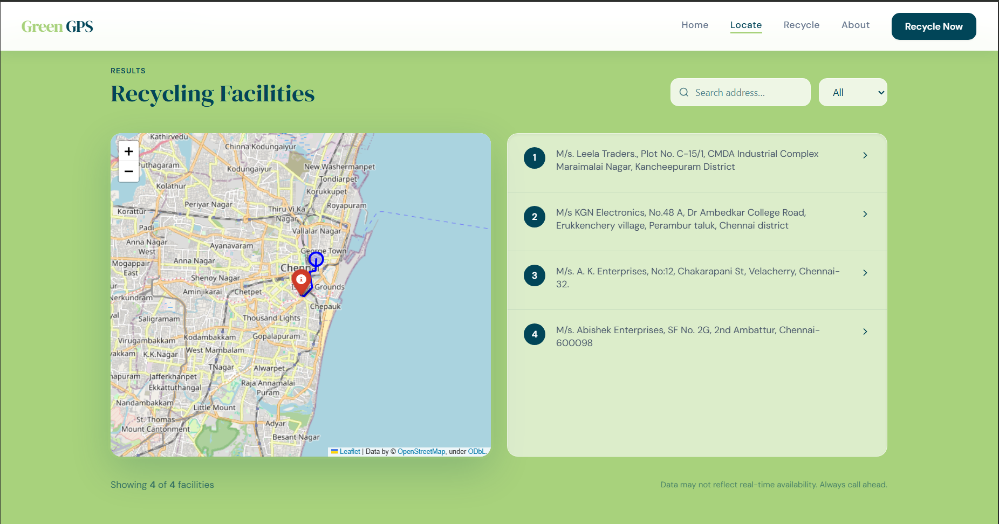 Green GPS
Home
Locate
Recycle
About
Recycle Now
RESULTS
Recycling Facilities
Search address...
All
+
−
Kathirvedu
Chinna Kodungaiyur
Puthagaram
Kodungaiyur
New Washermanpet
Tondiarpet
Kolathur
Korukkupet
Periyar Nagar
Thiru Vi Ka
Nagar
Royapuram
Korattur
Padi
Vallalar Nagar
Anna Nagar
West
Ayanavaram
George Town
Mogappair
East
Anna Nagar
Shenoy Nagar
Grounds
Aminjikarai
Chetpet
Nerkundram
Chepauk
Saligramam
Thousand Lights
Virugambakkam
Kodambakkam
Gopalapuram
K.K.Nagar
West Mambalam
TNagar
Alwarpet
Jafferkhanpet
Ekkattuthangal
Raja Annamalai
Puram
Nandambakkam
Little Mount
St. Thomas
Mount Cantonment
Adyar
Besant Nagar
Leaflet | Data by © OpenStreetMap, under ODbL.
1
M/s. Leela Traders., Plot No. C-15/1, CMDA Industrial Complex
Maraimalai Nagar, Kancheepuram District
2
M/s KGN Electronics, No.48 A, Dr Ambedkar College Road,
Erukkenchery village, Perambur taluk, Chennai district
3
M/s. A. K. Enterprises, No:12, Chakarapani St, Velacherry, Chennai-
32.
4
M/s. Abishek Enterprises, SF No. 2G, 2nd Ambattur, Chennai-
600098
Showing 4 of 4 facilities
Data may not reflect real-time availability. Always call ahead.